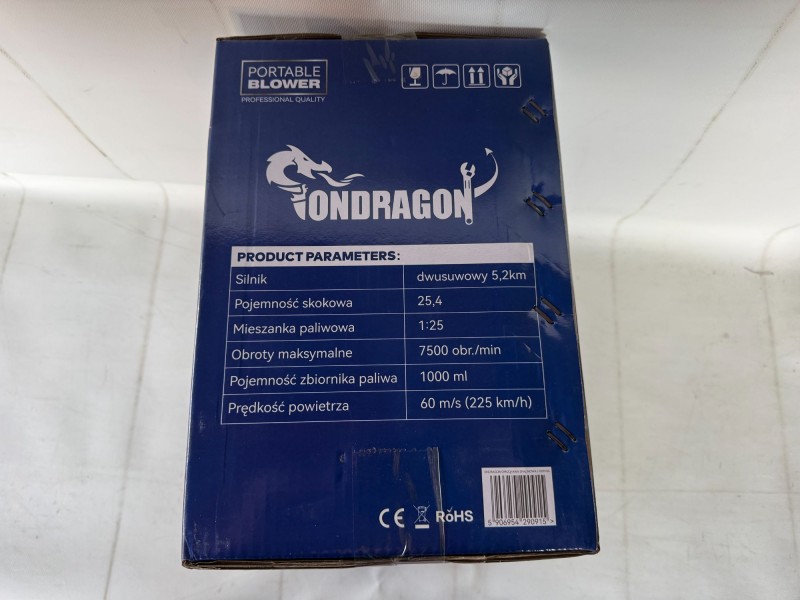 PORTABLE
BLOWER
PROFESSIONAL QUALITY
TONDRAGON
PRODUCT PARAMETERS:
Silnik dwusuwowy 5,2km
Pojemność skokowa 25,4
Mieszanka paliwowa 1:25
Obroty maksymalne 7500 obr./min
Pojemność zbiornika paliwa 1000 ml
Prędkość powietrza 60 m/s (225 km/h)
CE RoHS
5 906954 290915 >